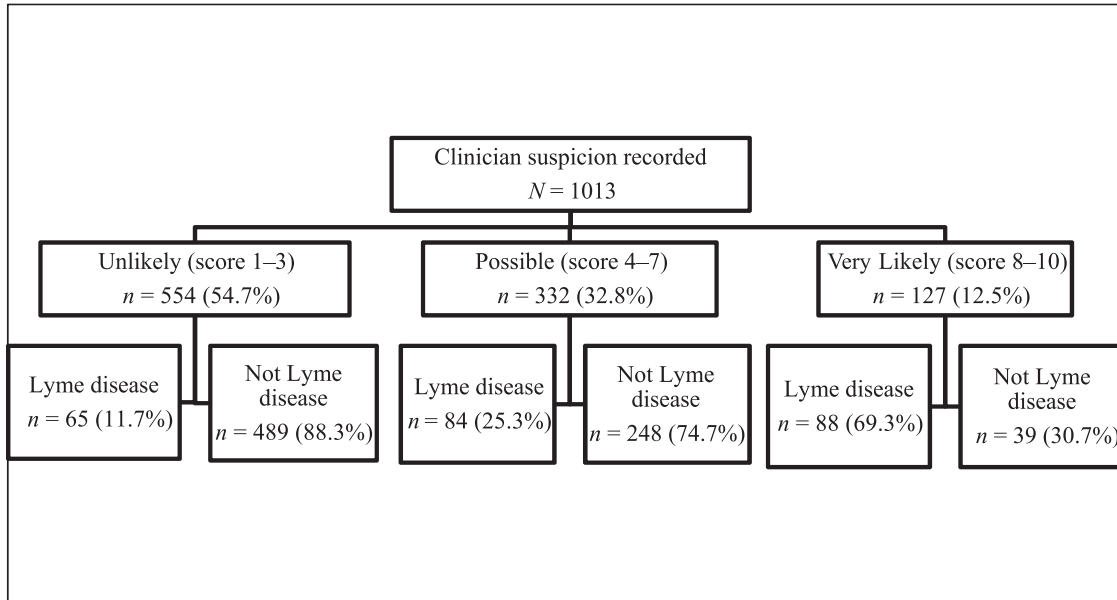 Clinician suspicion recorded
N = 1013
Unlikely (score 1–3)
n = 554 (54.7%)
Possible (score 4–7)
n = 332 (32.8%)
Very Likely (score 8–10)
n = 127 (12.5%)
Lyme disease
n = 65 (11.7%)
Not Lyme
disease
n = 489 (88.3%)
Lyme disease
n = 84 (25.3%)
Not Lyme
disease
n = 248 (74.7%)
Lyme disease
n = 88 (69.3%)
Not Lyme
disease
n = 39 (30.7%)